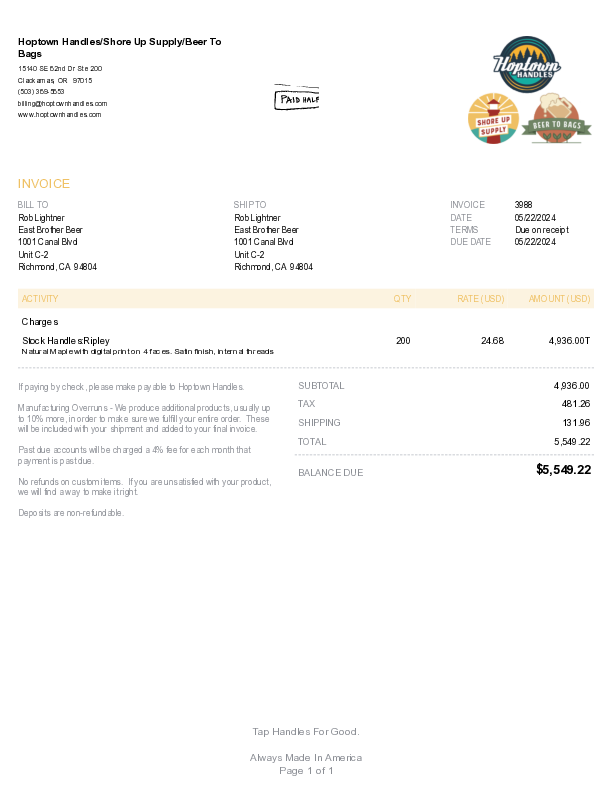 Hoptown Handles/Shore Up Supply/Beer To
Bags
15140 SE 82nd Dr Ste 200
Clackamas, OR 97015
(503) 369-5653
billing@hoptownhandles.com
www.hoptownhandles.com
PAID HALF
Hoptown
HANDLES
SHORE UP
SUPPLY
BEER TO BAGS
INVOICE
BILL TO
Rob Lightner
East Brother Beer
1001 Canal Blvd
Unit C-2
Richmond, CA 94804
SHIP TO
Rob Lightner
East Brother Beer
1001 Canal Blvd
Unit C-2
Richmond, CA 94804
INVOICE 3988
DATE 05/22/2024
TERMS Due on receipt
DUE DATE 05/22/2024
ACTIVITY QTY RATE (USD) AMOUNT (USD)
Charges
Stock Handles:Ripley 200 24.68 4,936.00T
Natural Maple with digital print on 4 faces. Satin finish, internal threads
If paying by check, please make payable to Hoptown Handles.
Manufacturing Overruns - We produce additional products, usually up
to 10% more, in order to make sure we fulfill your entire order. These
will be included with your shipment and added to your final invoice.
Past due accounts will be charged a 4% fee for each month that
payment is past due.
No refunds on custom items. If you are unsatisfied with your product,
we will find a way to make it right.
Deposits are non-refundable.
SUBTOTAL 4,936.00
TAX 481.26
SHIPPING 131.96
TOTAL 5,549.22
BALANCE DUE $5,549.22
Tap Handles For Good.
Always Made In America
Page 1 of 1